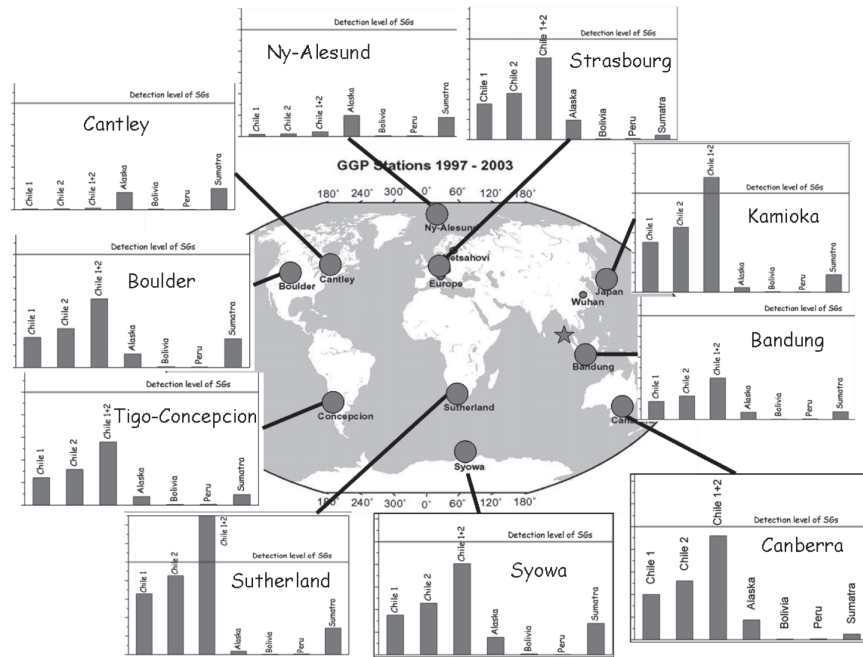 Detection level of SGs
Ny-Alesund
Chile 1
Chile 2
Chile 1+2
Alaska
Bolivia
Peru
Sumatra
Detection level of SGs
Strasbourg
Chile 1
Chile 2
Chile 1+2
Alaska
Bolivia
Peru
Sumatra
Detection level of SGs
Cantley
Chile 1
Chile 2
Chile 1+2
Alaska
Bolivia
Peru
Sumatra
GGP Stations 1997 - 2003
180° 240° 300° 0° 60° 120° 180°
Ny-Alesund
Metsahovi
Boulder
Cantley
Europe
Japan
Wuhan
Bandung
Concepcion
Sutherland
Syowa
180° 240° 300° 0° 60° 120° 180°
Detection level of SGs
Kamioka
Chile 1
Chile 2
Chile 1+2
Alaska
Bolivia
Peru
Sumatra
Detection level of SGs
Boulder
Chile 1
Chile 2
Chile 1+2
Alaska
Bolivia
Peru
Sumatra
Detection level of SGs
Bandung
Chile 1
Chile 2
Chile 1+2
Alaska
Bolivia
Peru
Sumatra
Detection level of SGs
Tigo-Concepcion
Chile 1
Chile 2
Chile 1+2
Alaska
Bolivia
Peru
Sumatra
Detection level of SGs
Sutherland
Chile 1
Chile 2
Chile 1+2
Alaska
Bolivia
Peru
Sumatra
Detection level of SGs
Syowa
Chile 1
Chile 2
Chile 1+2
Alaska
Bolivia
Peru
Sumatra
Detection level of SGs
Canberra
Chile 1
Chile 2
Chile 1+2
Alaska
Bolivia
Peru
Sumatra